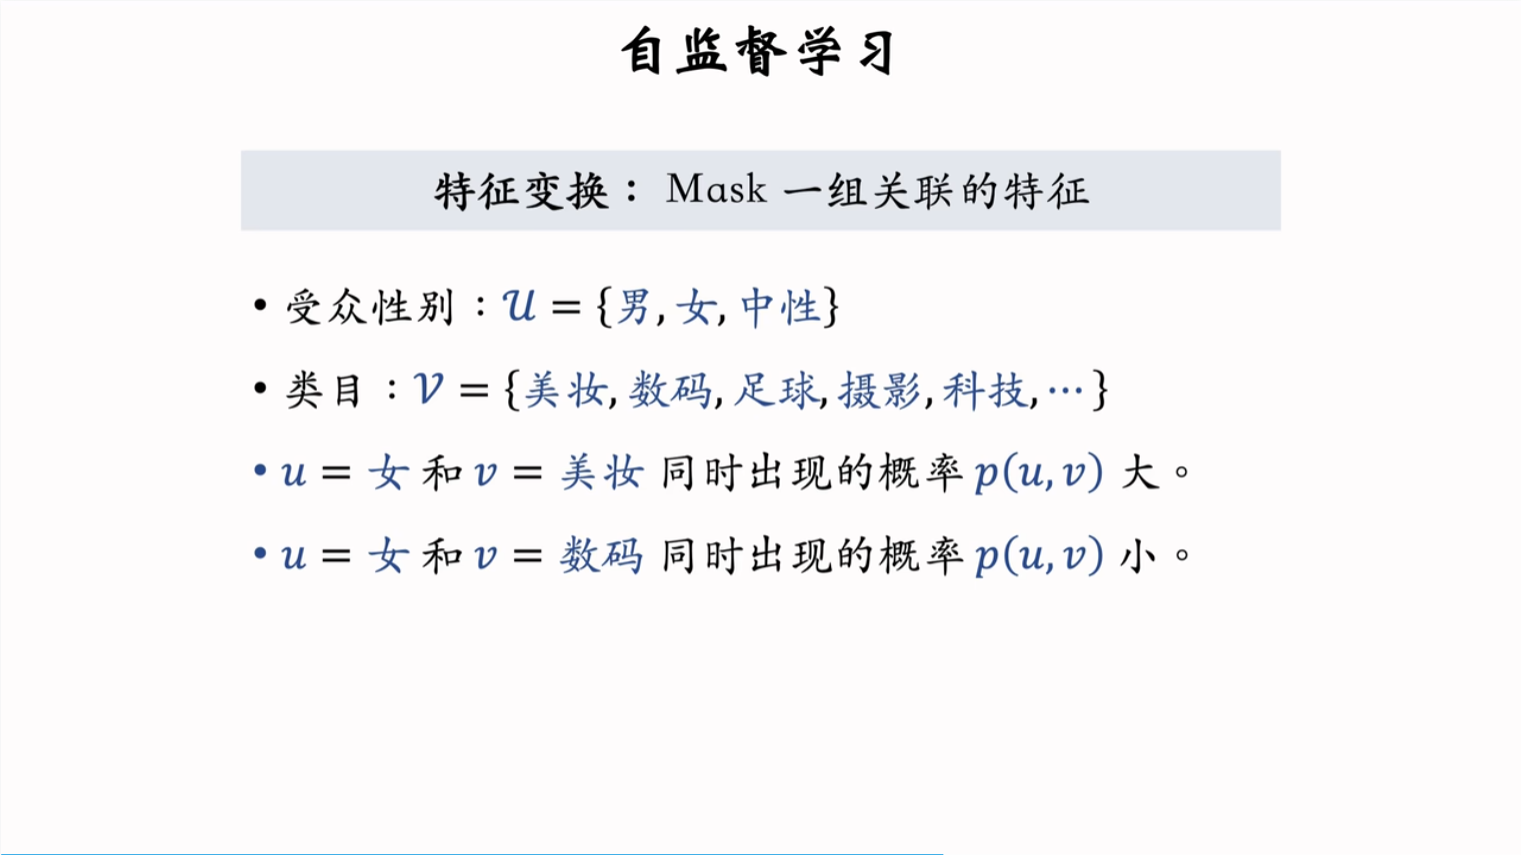 自监督学习
特征变换： Mask 一组关联的特征
• 受众性别：𝒰 = {男, 女, 中性}
• 类目：𝒱 = {美妆, 数码, 足球, 摄影, 科技, ⋯}
• u = 女 和 v = 美妆 同时出现的概率 p(u, v) 大。
• u = 女 和 v = 数码 同时出现的概率 p(u, v) 小。